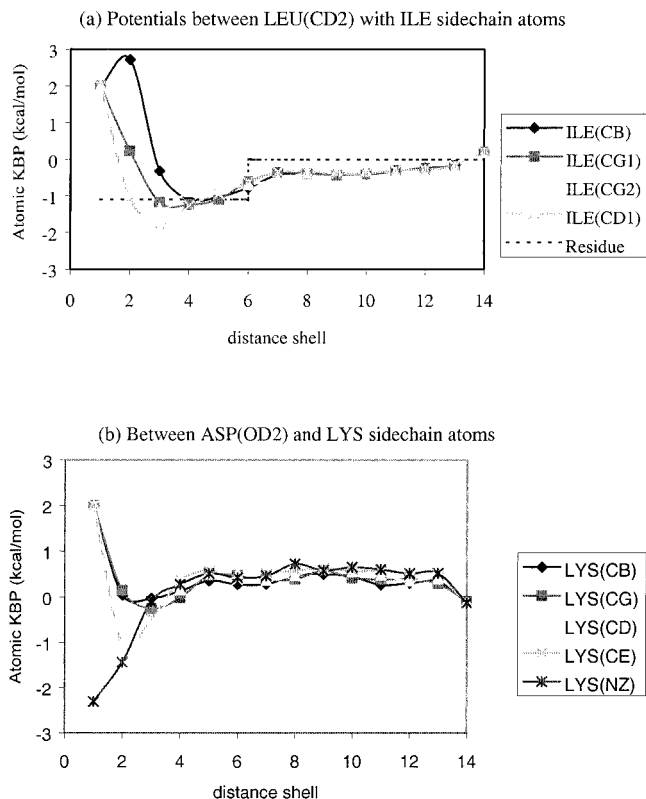 (a) Potentials between LEU(CD2) with ILE sidechain atoms
3
2
1
0
-1
-2
-3
Atomic KBP (kcal/mol)
0 2 4 6 8 10 12 14
distance shell
ILE(CB)
ILE(CG1)
ILE(CG2)
ILE(CD1)
Residue
(b) Between ASP(OD2) and LYS sidechain atoms
3
2
1
0
-1
-2
-3
Atomic KBP (kcal/mol)
0 2 4 6 8 10 12 14
distance shell
LYS(CB)
LYS(CG)
LYS(CD)
LYS(CE)
LYS(NZ)